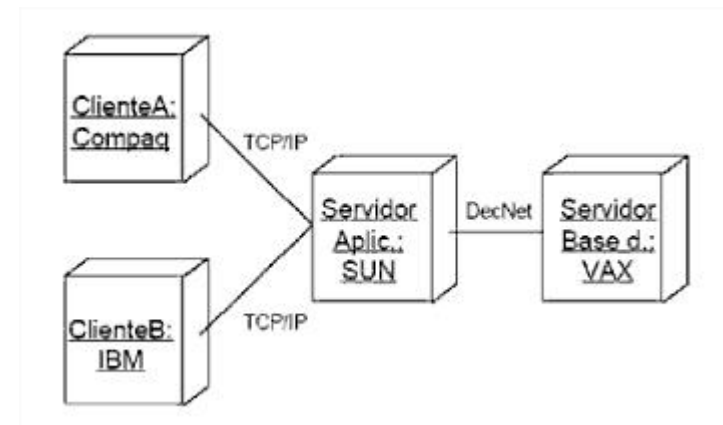 ClienteA:
Compaq
TCP/IP
Servidor
Aplic.:
SUN
DecNet
Servidor
Base d.:
VAX
ClienteB:
IBM
TCP/IP